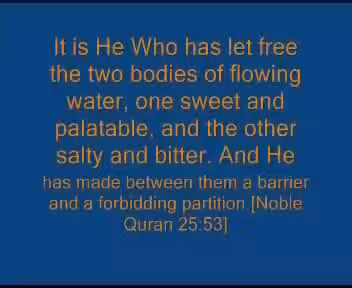 It is He Who has let free
the two bodies of flowing
water, one sweet and
palatable, and the other
salty and bitter. And He
has made between them a barrier
and a forbidding partition [Noble
Quran 25:53]